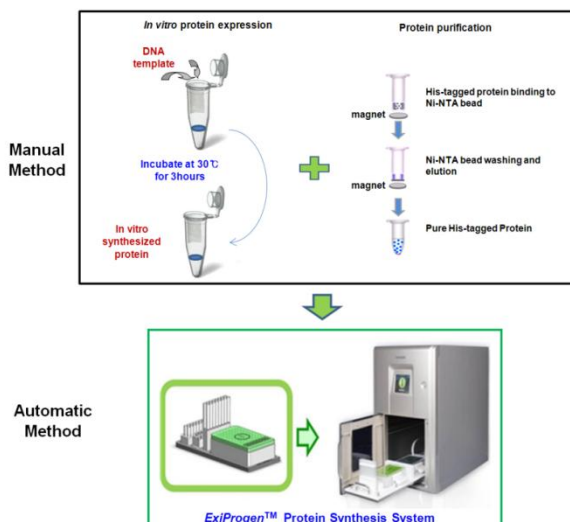 In vitro protein expression
DNA
template
Incubate at 30℃
for 3hours
In vitro
synthesized
protein
Protein purification
His-tagged protein binding to
Ni-NTA bead
magnet
Ni-NTA bead washing and
elution
magnet
Pure His-tagged Protein
Manual
Method
Automatic
Method
ExiProgen™ Protein Synthesis System